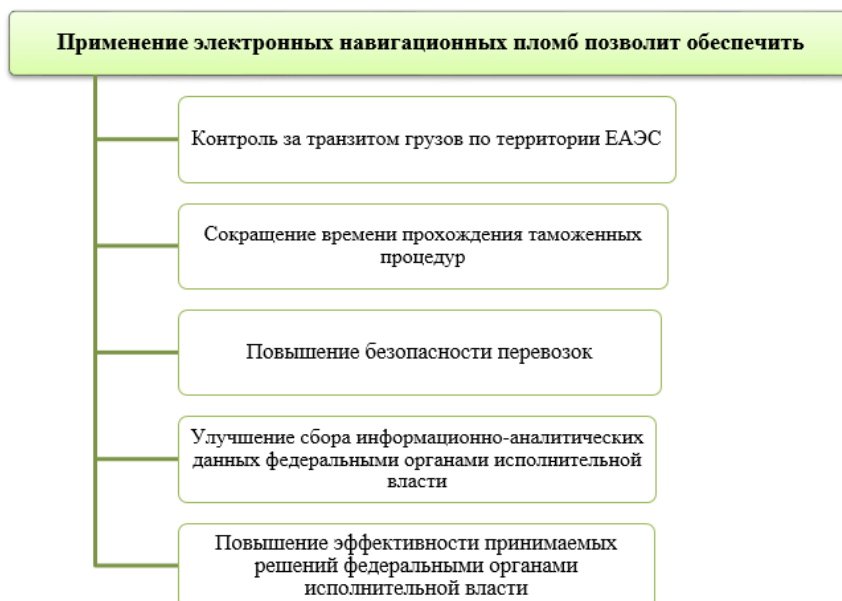 Применение электронных навигационных пломб позволит обеспечить
Контроль за транзитом грузов по территории ЕАЭС
Сокращение времени прохождения таможенных
процедур
Повышение безопасности перевозок
Улучшение сбора информационно-аналитических
данных федеральными органами исполнительной
власти
Повышение эффективности принимаемых
решений федеральными органами
исполнительной власти